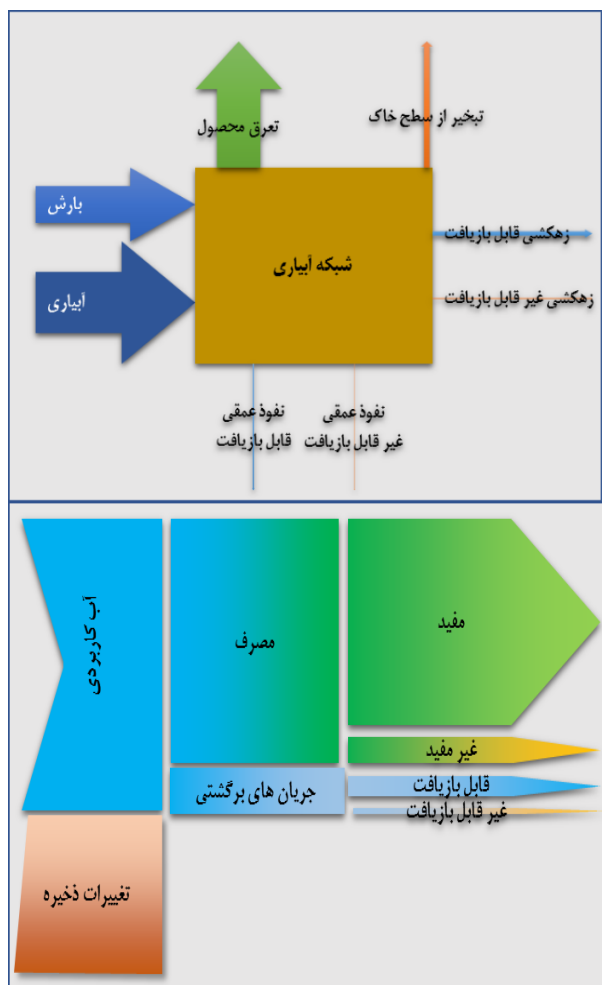 تعرق محصول
تبخیر از سطح خاک
بارش
شبکه آبیاری
زهکشی قابل بازیافت
آبیاری
زهکشی غیر قابل بازیافت
نفوذ عمقی
قابل بازیافت
نفوذ عمقی
غیر قابل بازیافت
آب کاربردی
مصرف
مفید
غیر مفید
جریان های برگشتی
قابل بازیافت
غیر قابل بازیافت
تغییرات ذخیره